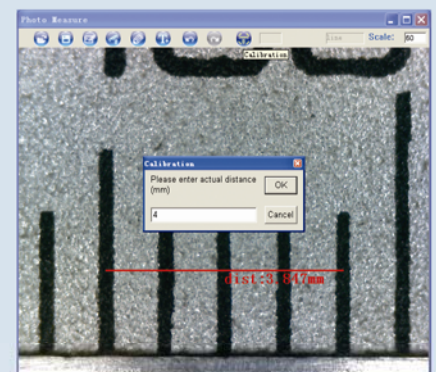 Photo Measure
Line
Scale: 60
Calibration
Calibration
Please enter actual distance
(mm)
OK
4
Cancel
dist:3.847mm